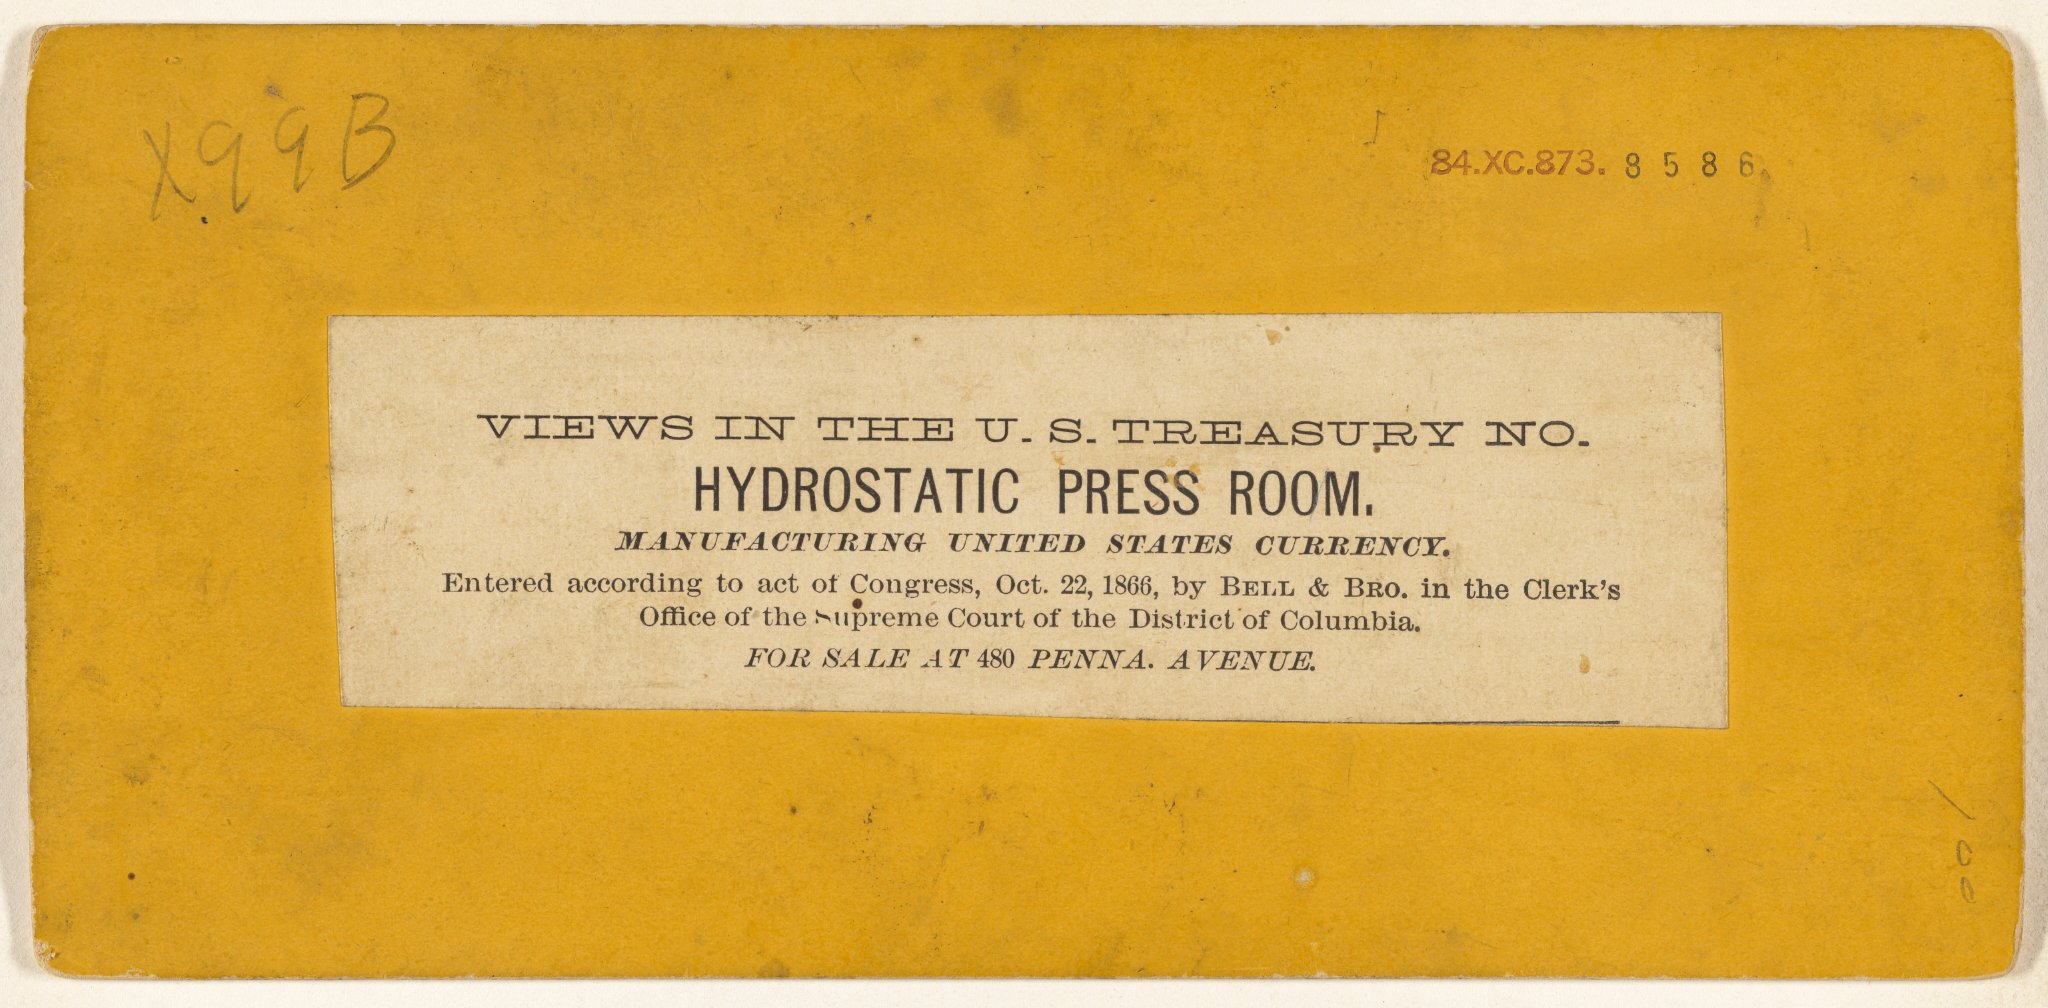 X99B
84.XC.873.8586
VIEWS IN THE U.S. TREASURY NO.
HYDROSTATIC PRESS ROOM.
MANUFACTURING UNITED STATES CURRENCY.
Entered according to act of Congress, Oct. 22, 1866, by BELL & BRO. in the Clerk's
Office of the Supreme Court of the District of Columbia.
FOR SALE AT 480 PENNA. AVENUE.
100